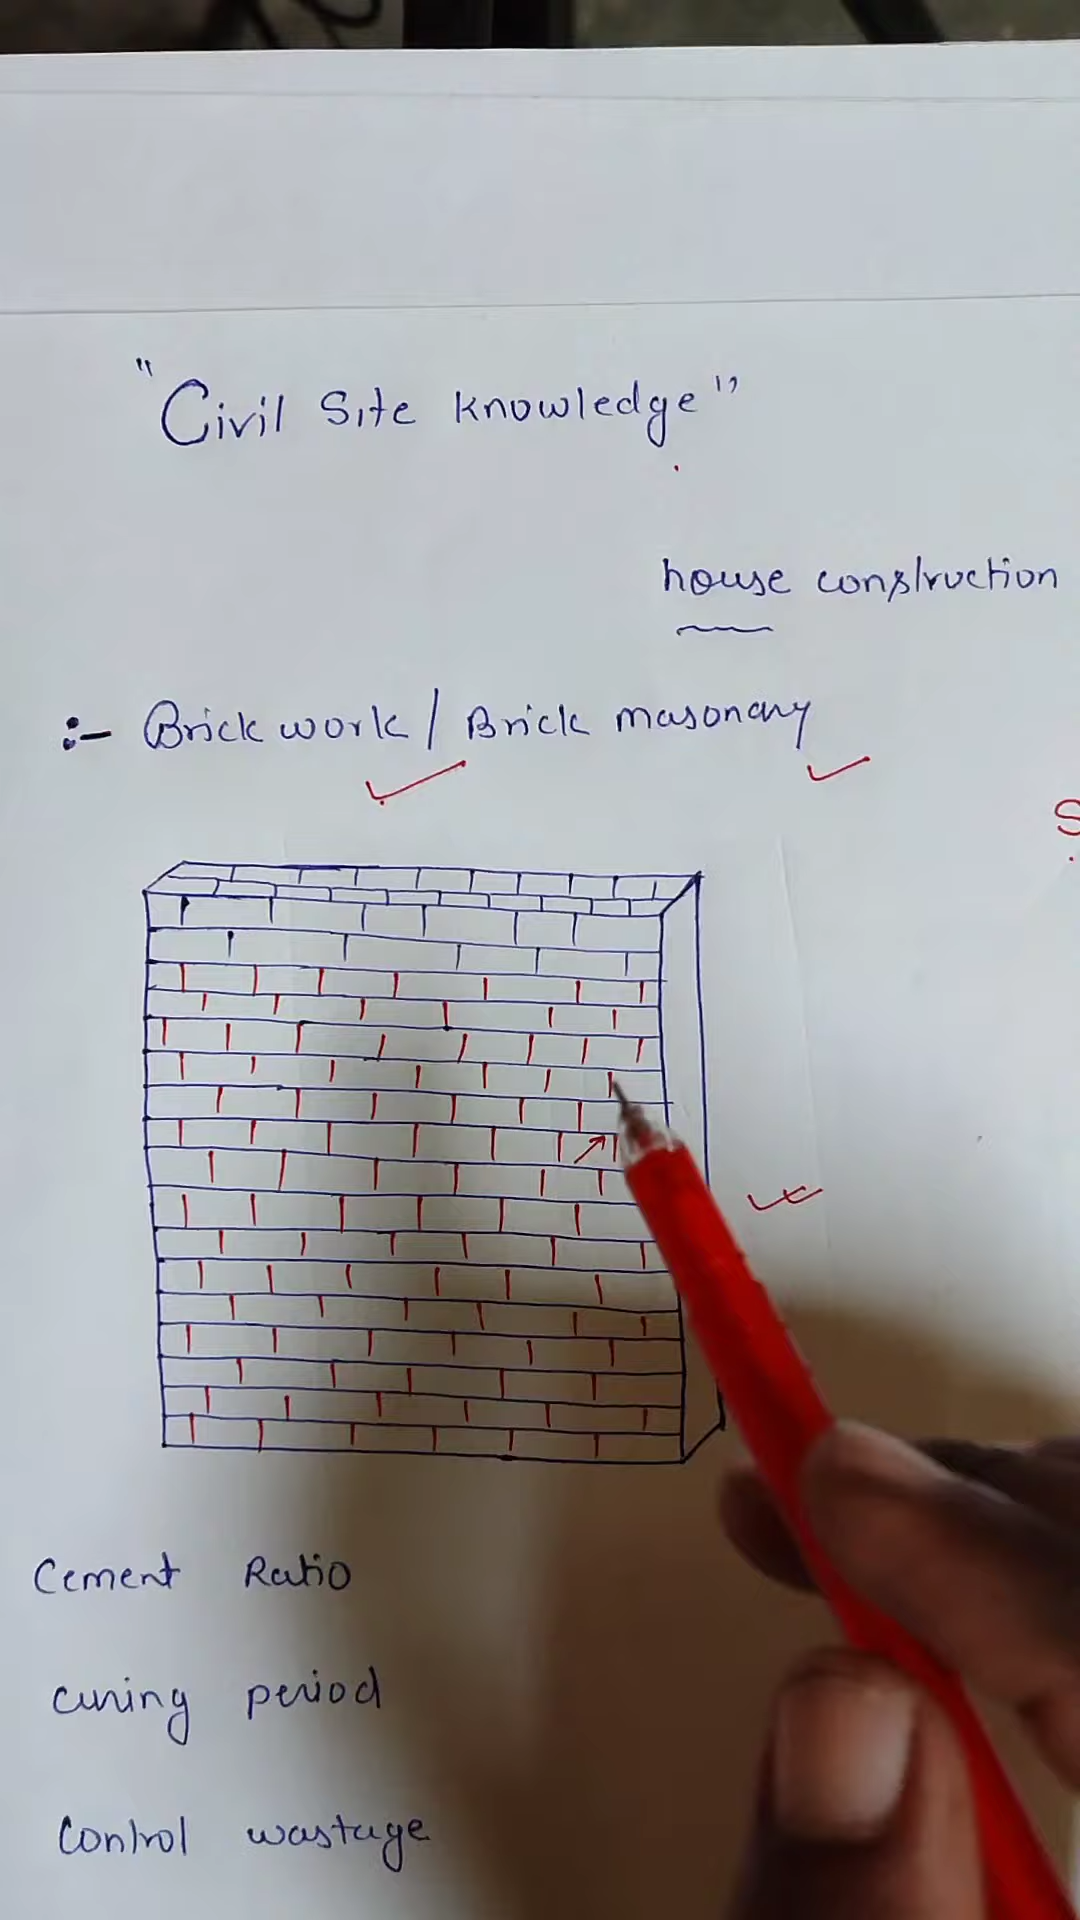 "Civil Site knowledge"
house construction
:- Brick work / Brick masonary
S
Cement Ratio
curing period
Control wastage